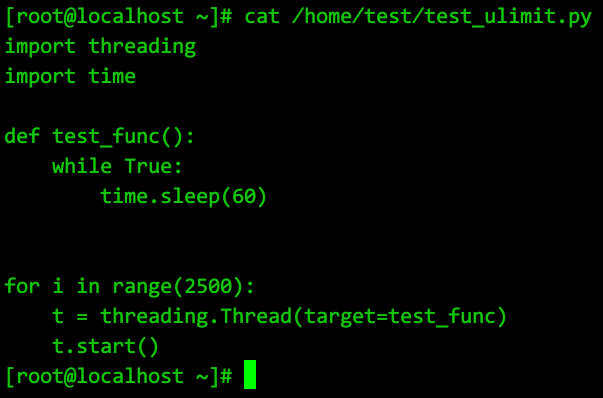 [root@localhost ~]# cat /home/test/test_ulimit.py
import threading
import time

def test_func():
    while True:
        time.sleep(60)


for i in range(2500):
    t = threading.Thread(target=test_func)
    t.start()
[root@localhost ~]#